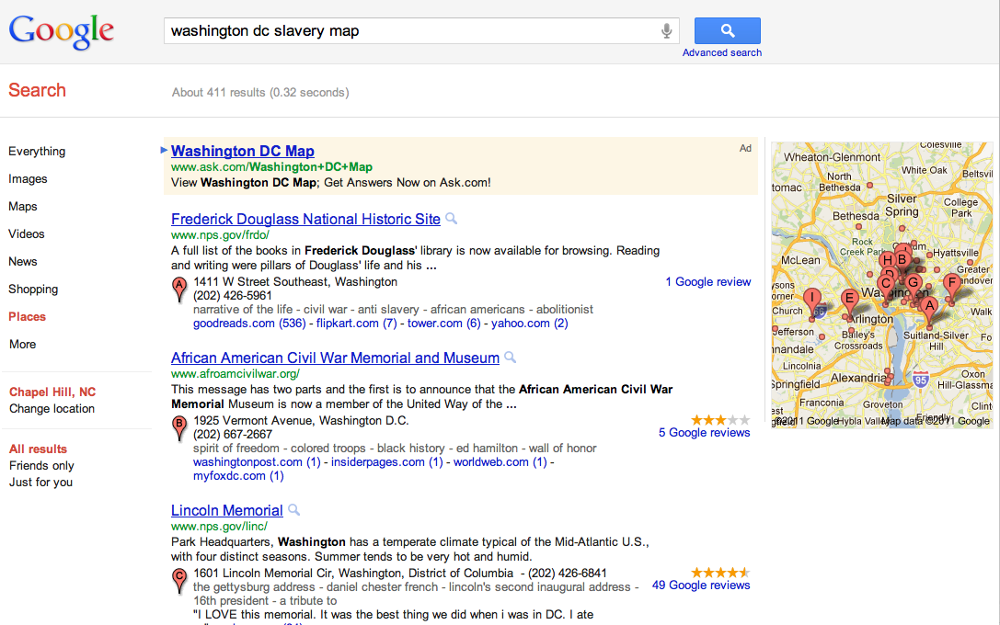 Google
washington dc slavery map
Advanced search
Search
About 411 results (0.32 seconds)
Everything
Images
Maps
Videos
News
Shopping
Places
More
Chapel Hill, NC
Change location
All results
Friends only
Just for you
Washington DC Map
Ad
www.ask.com/Washington+DC+Map
View Washington DC Map; Get Answers Now on Ask.com!
Frederick Douglass National Historic Site
www.nps.gov/frdo/
A full list of the books in Frederick Douglass' library is now available for browsing. Reading
and writing were pillars of Douglass' life and his ...
A
1411 W Street Southeast, Washington
1 Google review
(202) 426-5961
narrative of the life - civil war - anti slavery - african americans - abolitionist
goodreads.com (536) - flipkart.com (7) - tower.com (6) - yahoo.com (2)
African American Civil War Memorial and Museum
www.afroamcivilwar.org/
This message has two parts and the first is to announce that the African American Civil War
Memorial Museum is now a member of the United Way of the ...
B
1925 Vermont Avenue, Washington D.C.
(202) 667-2667
5 Google reviews
spirit of freedom - colored troops - black history - ed hamilton - wall of honor
washingtonpost.com (1) - insiderpages.com (1) - worldweb.com (1) -
myfoxdc.com (1)
Lincoln Memorial
www.nps.gov/linc/
Park Headquarters, Washington has a temperate climate typical of the Mid-Atlantic U.S.,
with four distinct seasons. Summer tends to be very hot and humid.
C
1601 Lincoln Memorial Cir, Washington, District of Columbia - (202) 426-6841
the gettysburg address - daniel chester french - lincoln's second inaugural address -
49 Google reviews
16th president - a tribute to
"I LOVE this memorial. It was the best thing we did when i was in DC. I ate
Colesville
Wheaton-Glenmont
White Oak
Beltsvil
North
Bethesda
tomac
Silver
Spring
College
Park
Bethesda
Rock
Creek Park
Hyattsville
McLean
H
B
Greater
C
G
F
I
E
A
Church
66
Arlington
Walk
Jefferson
Bailey's
Crossroads
Suitland-Silver
Hill
nnandale
Lincolnia
Springfield
Alexandria
95
Oxon
Hill-Glassma
Franconia
Groveton
Clint
©2011 Google
Hybla Valley
Friendly
Map data ©2011 Google